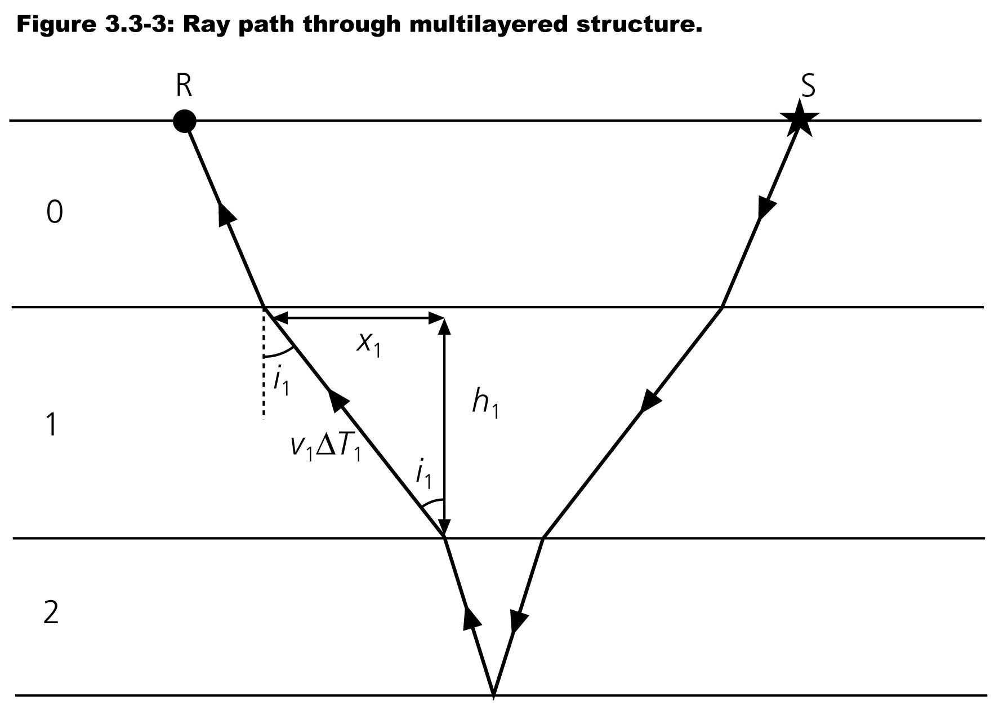 Figure 3.3-3: Ray path through multilayered structure.
R
S
0
x₁
i₁
h₁
1
v₁ΔT₁
i₁
2